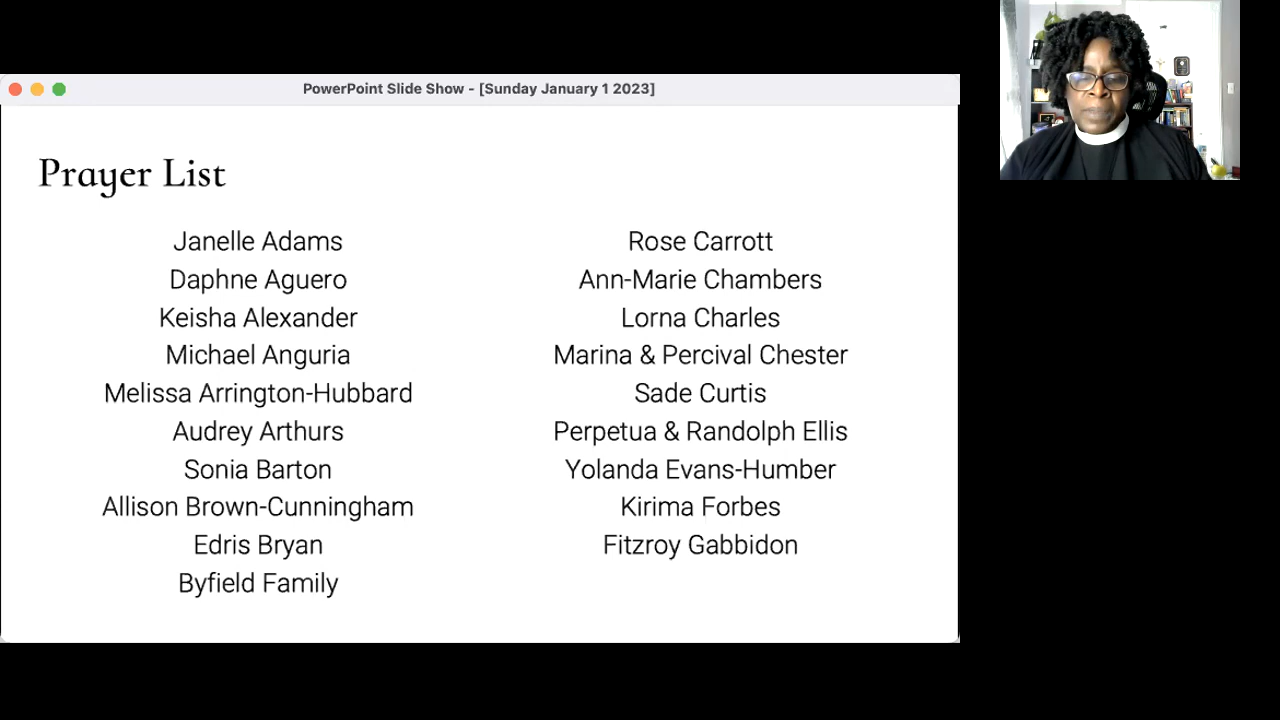 PowerPoint Slide Show - [Sunday January 1 2023]
Prayer List
Janelle Adams
Daphne Aguero
Keisha Alexander
Michael Anguria
Melissa Arrington-Hubbard
Audrey Arthurs
Sonia Barton
Allison Brown-Cunningham
Edris Bryan
Byfield Family
Rose Carrott
Ann-Marie Chambers
Lorna Charles
Marina & Percival Chester
Sade Curtis
Perpetua & Randolph Ellis
Yolanda Evans-Humber
Kirima Forbes
Fitzroy Gabbidon